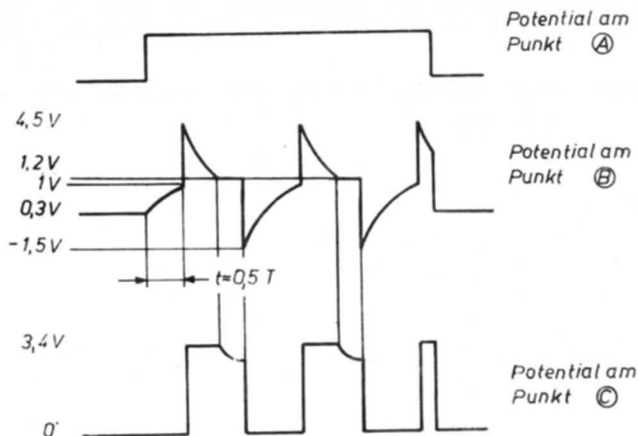 Potential am
Punkt Ⓐ
4,5 V
1,2 V
1 V
0,3 V
-1,5 V
Potential am
Punkt Ⓑ
t≈0,5 T
3,4 V
0
Potential am
Punkt Ⓒ